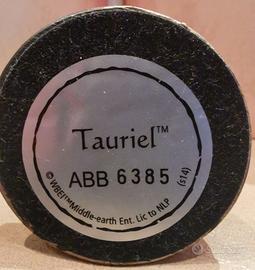 Tauriel™
ABB 6385
(s14)
© WBEI™Middle-earth Ent. Lic to NLP